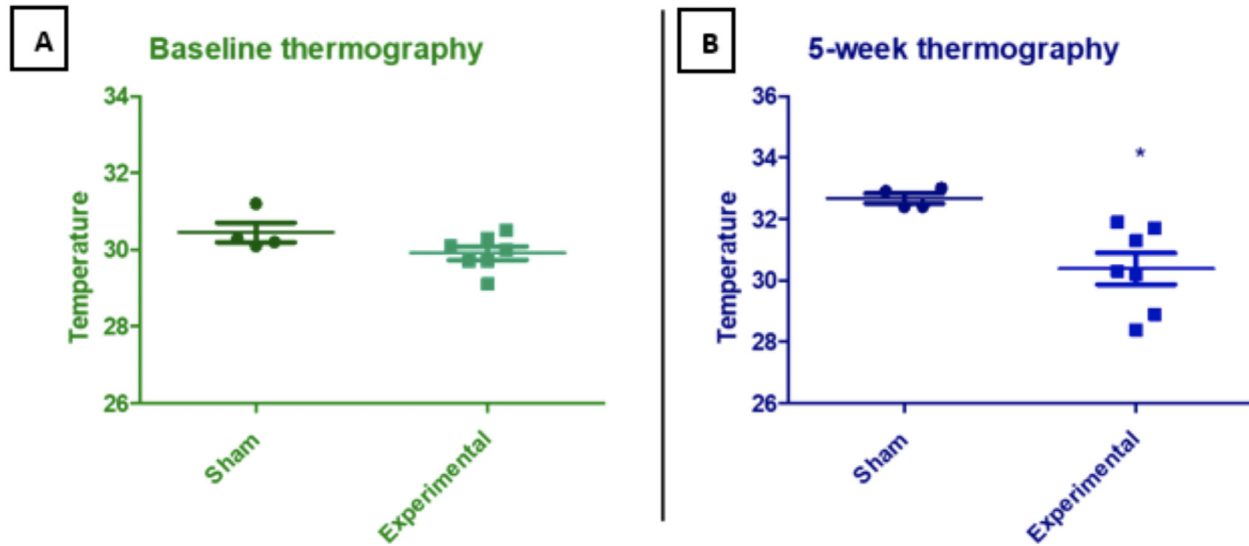 A
Baseline thermography
34
32
30
28
26
Temperature
Sham
Experimental
B
5-week thermography
36
34
32
30
28
26
Temperature
*
Sham
Experimental